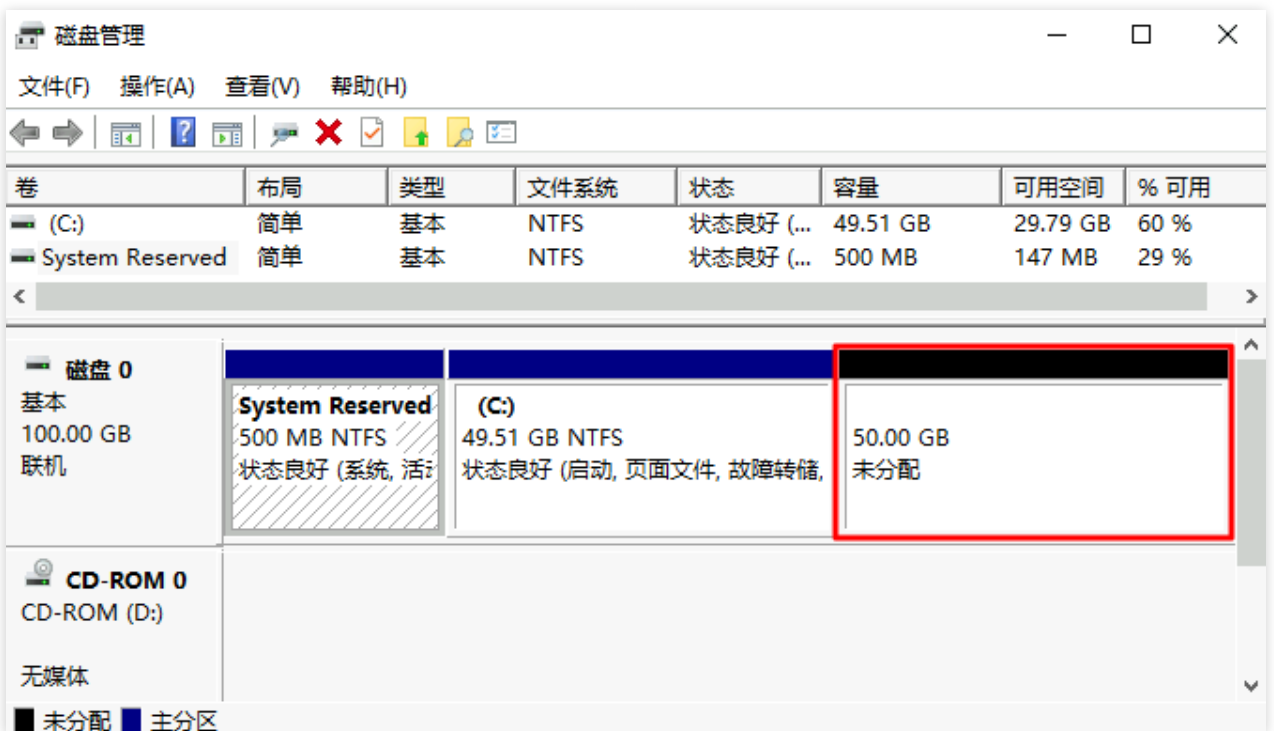 磁盘管理
文件(F) 操作(A) 查看(V) 帮助(H)
卷 布局 类型 文件系统 状态 容量 可用空间 % 可用
(C:) 简单 基本 NTFS 状态良好 (... 49.51 GB 29.79 GB 60 %
System Reserved 简单 基本 NTFS 状态良好 (... 500 MB 147 MB 29 %
磁盘 0
基本
100.00 GB
联机
System Reserved
500 MB NTFS
状态良好 (系统, 活
(C:)
49.51 GB NTFS
状态良好 (启动, 页面文件, 故障转储,
50.00 GB
未分配
CD-ROM 0
CD-ROM (D:)
无媒体
未分配 主分区